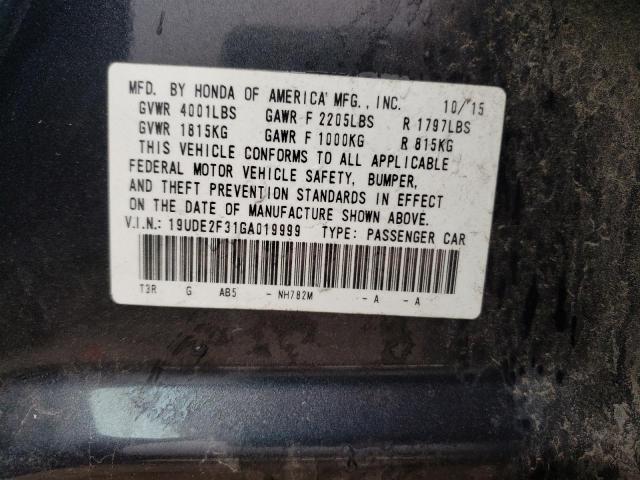 MFD. BY HONDA OF AMERICA MFG., INC. 10/15
GVWR 4001LBS GAWR F 2205LBS R 1797LBS
GVWR 1815KG GAWR F 1000KG R 815KG
THIS VEHICLE CONFORMS TO ALL APPLICABLE
FEDERAL MOTOR VEHICLE SAFETY, BUMPER,
AND THEFT PREVENTION STANDARDS IN EFFECT
ON THE DATE OF MANUFACTURE SHOWN ABOVE.
V.I.N.: 19UDE2F31GA019999 TYPE: PASSENGER CAR
T3R G AB5 - NH782M - A - A